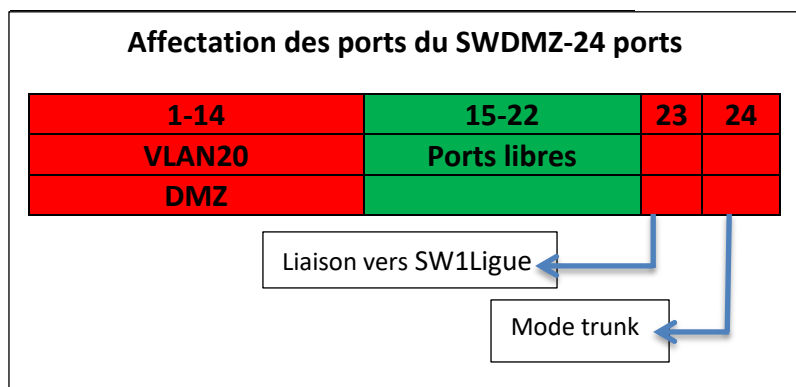 Affectation des ports du SWDMZ-24 ports
1-14 15-22 23 24
VLAN20 Ports libres
DMZ
Liaison vers SW1Ligue
Mode trunk